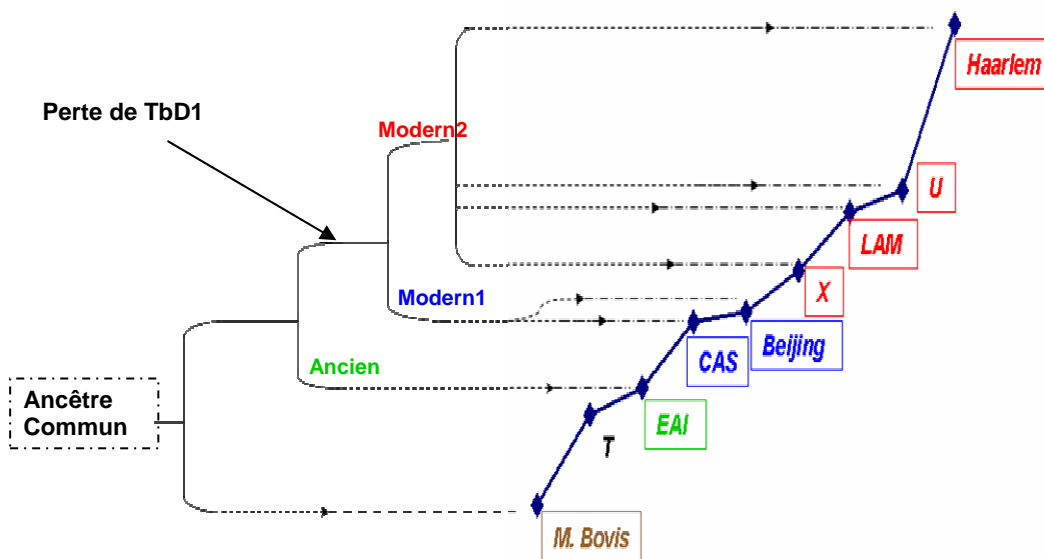 Haarlem
Perte de TbD1
Modern2
U
LAM
X
Modern1
Beijing
CAS
Ancien
Ancêtre
Commun
EAI
T
M. Bovis